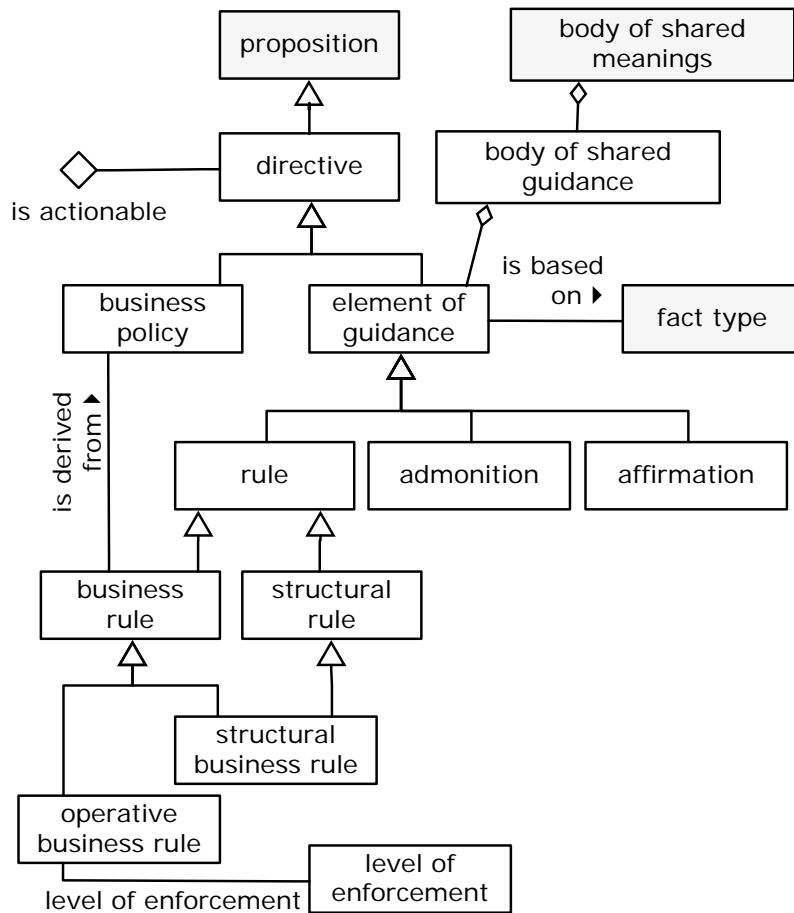 proposition
body of shared
meanings
directive
body of shared
guidance
is actionable
is based
on
business
policy
element of
guidance
fact type
is derived
from
rule
admonition
affirmation
business
rule
structural
rule
structural
business rule
operative
business rule
level of
enforcement
level of enforcement